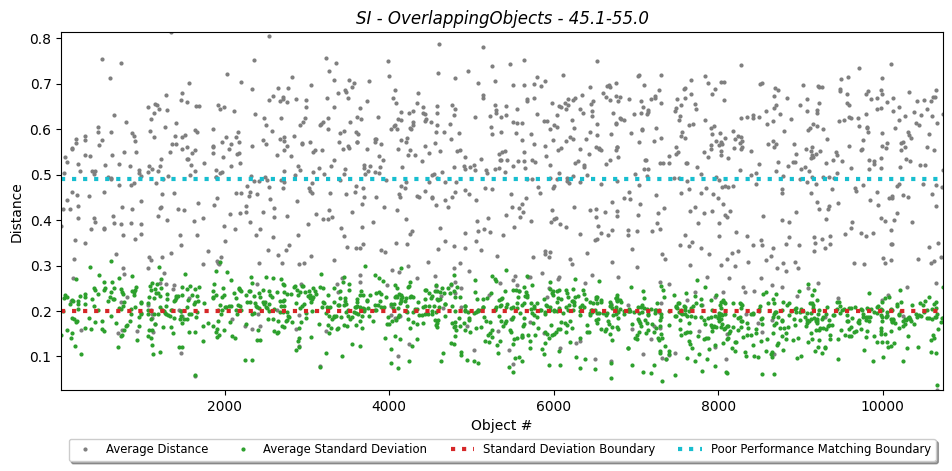 SI - OverlappingObjects - 45.1-55.0
0.8
0.7
0.6
0.5
0.4
0.3
0.2
0.1
Distance
2000 4000 6000 8000 10000
Object #
Average Distance Average Standard Deviation Standard Deviation Boundary Poor Performance Matching Boundary